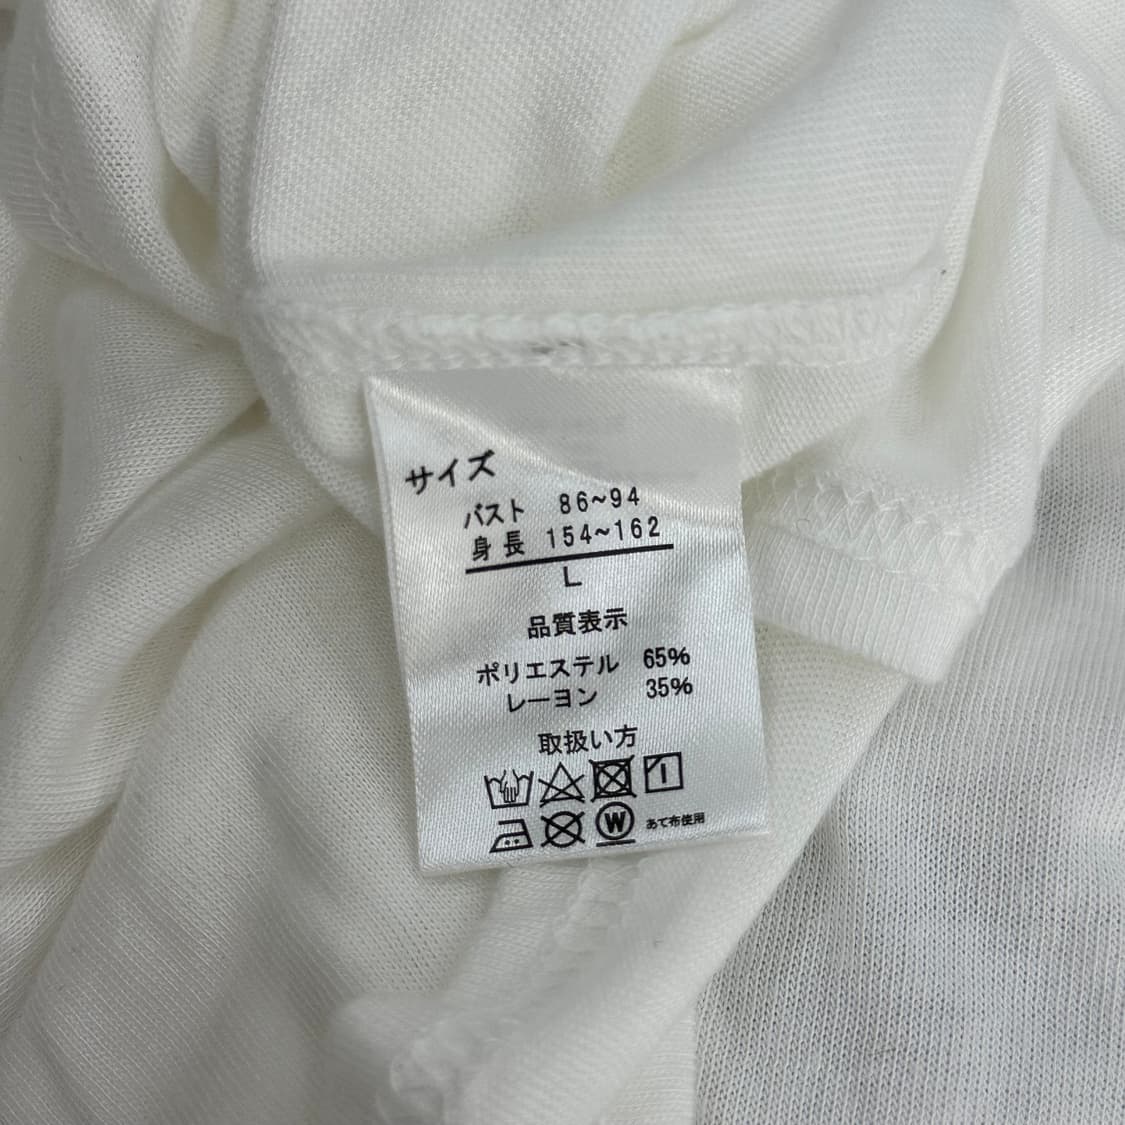 サイズ
バスト 86~94
身長 154~162
L
品質表示
ポリエステル 65%
レーヨン 35%
取扱い方
W あて布使用